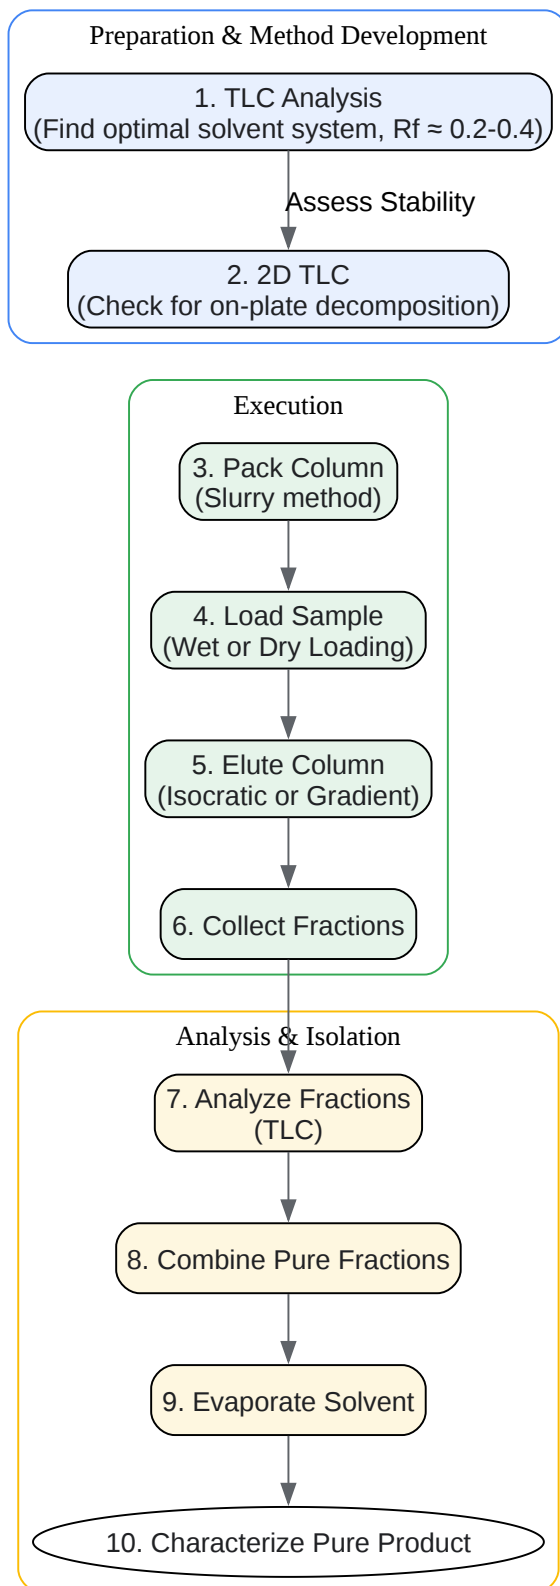 Preparation & Method Development
1. TLC Analysis
(Find optimal solvent system, Rf ≈ 0.2-0.4)
Assess Stability
2. 2D TLC
(Check for on-plate decomposition)
Execution
3. Pack Column
(Slurry method)
4. Load Sample
(Wet or Dry Loading)
5. Elute Column
(Isocratic or Gradient)
6. Collect Fractions
Analysis & Isolation
7. Analyze Fractions
(TLC)
8. Combine Pure Fractions
9. Evaporate Solvent
10. Characterize Pure Product